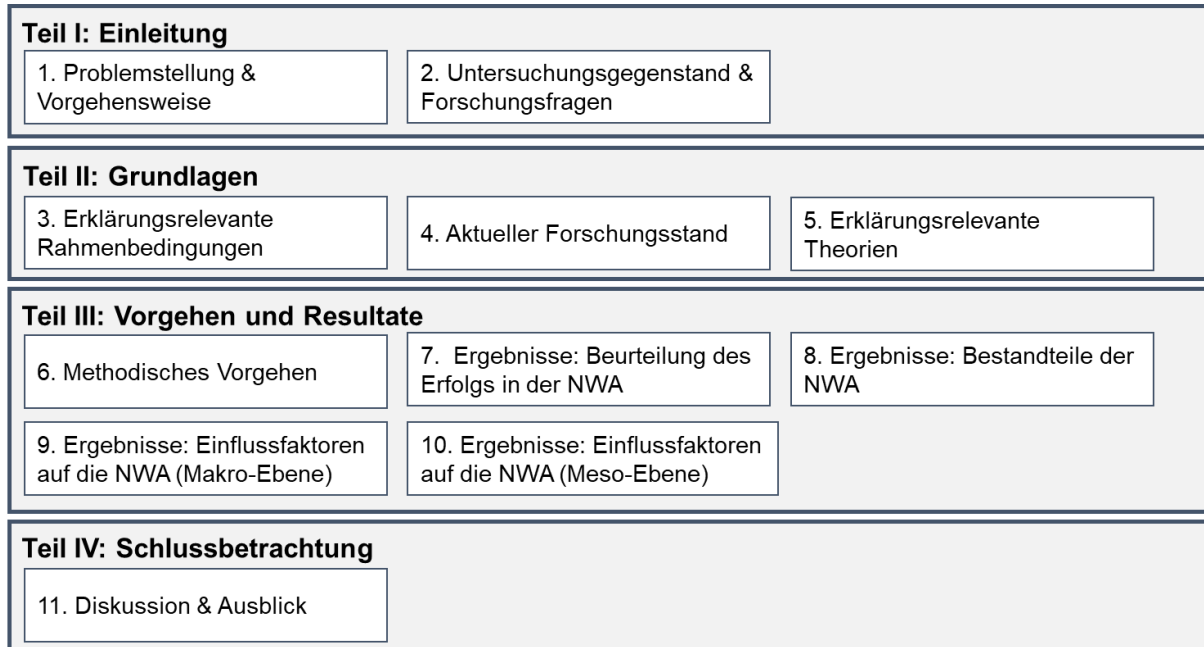 Teil I: Einleitung
1. Problemstellung &
Vorgehensweise
2. Untersuchungsgegenstand &
Forschungsfragen
Teil II: Grundlagen
3. Erklärungsrelevante
Rahmenbedingungen
4. Aktueller Forschungsstand
5. Erklärungsrelevante
Theorien
Teil III: Vorgehen und Resultate
6. Methodisches Vorgehen
7. Ergebnisse: Beurteilung des
Erfolgs in der NWA
8. Ergebnisse: Bestandteile der
NWA
9. Ergebnisse: Einflussfaktoren
auf die NWA (Makro-Ebene)
10. Ergebnisse: Einflussfaktoren
auf die NWA (Meso-Ebene)
Teil IV: Schlussbetrachtung
11. Diskussion & Ausblick